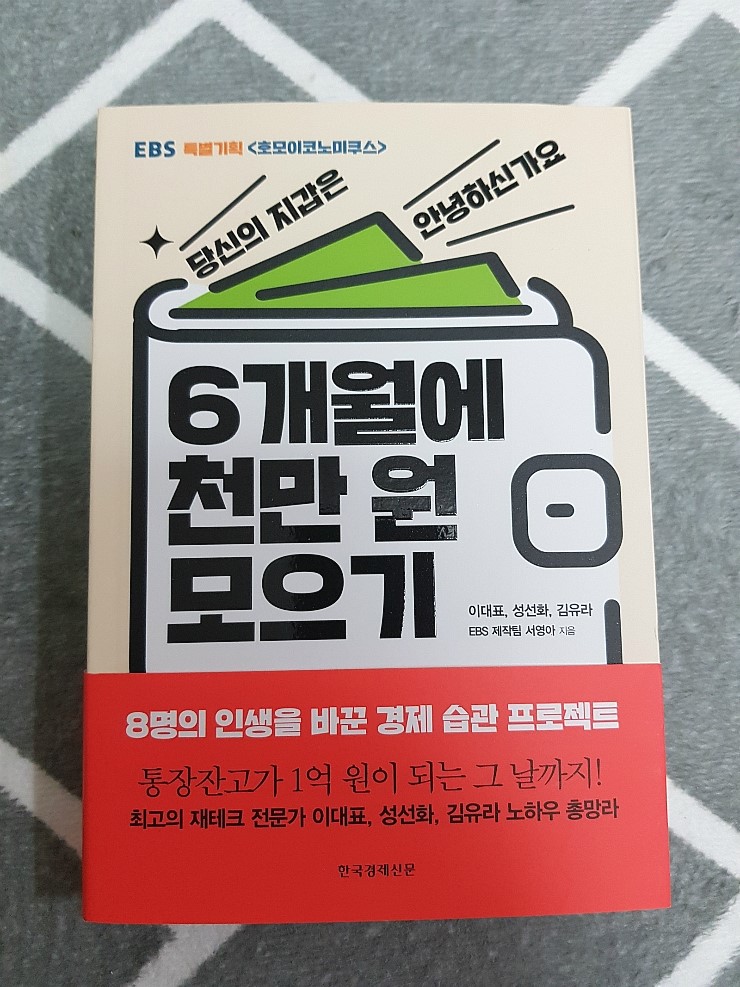 EBS 특별기획 <호모이코노미쿠스>
당신의 지갑은 안녕하신가요
6개월에
천만 원
모으기
이대표, 성선화, 김유라
EBS 제작팀 서영아 지음
8명의 인생을 바꾼 경제 습관 프로젝트
통장잔고가 1억 원이 되는 그 날까지!
최고의 재테크 전문가 이대표, 성선화, 김유라 노하우 총망라
한국경제신문